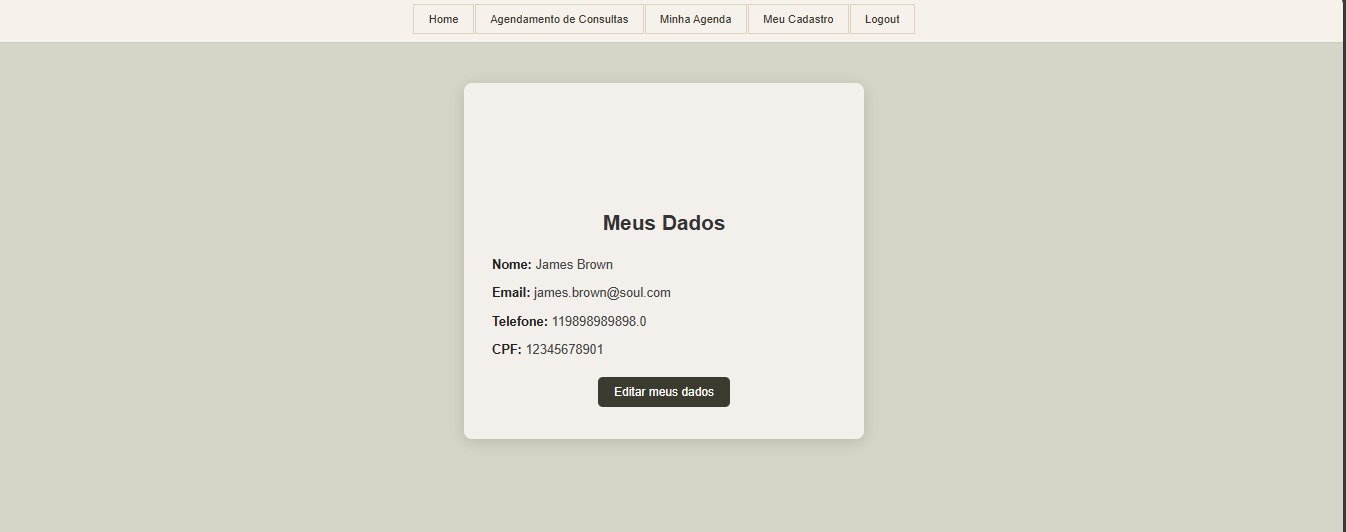 Home Agendamento de Consultas Minha Agenda Meu Cadastro Logout
Meus Dados
Nome: James Brown
Email: james.brown@soul.com
Telefone: 119898989898.0
CPF: 12345678901
Editar meus dados